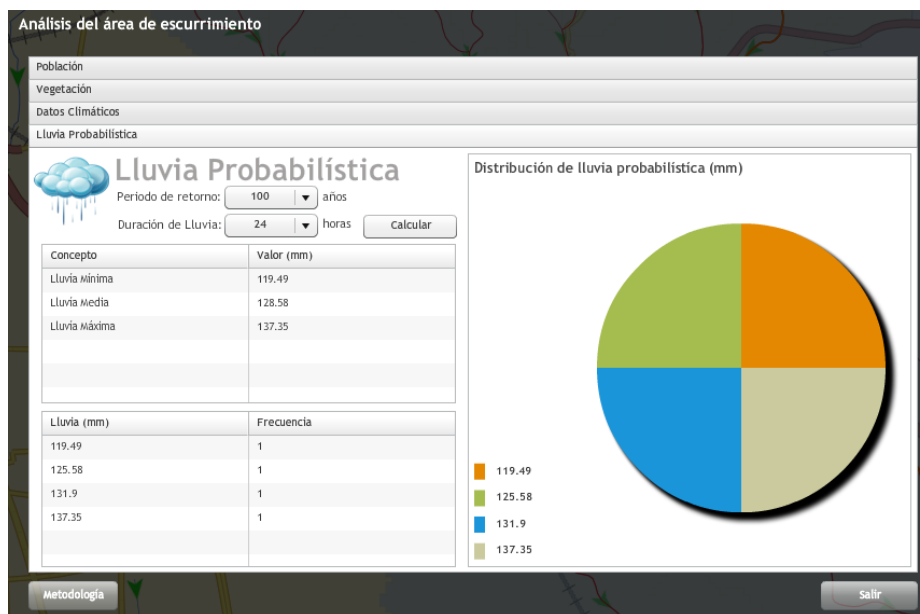 Análisis del área de escurrimiento
Población
Vegetación
Datos Climáticos
Lluvia Probabilística
Lluvia Probabilística
Periodo de retorno: 100 años
Duración de Lluvia: 24 horas Calcular
Concepto Valor (mm)
Lluvia Mínima 119.49
Lluvia Media 128.58
Lluvia Máxima 137.35
Lluvia (mm) Frecuencia
119.49 1
125.58 1
131.9 1
137.35 1
Distribución de lluvia probabilística (mm)
119.49
125.58
131.9
137.35
Metodología
Salir